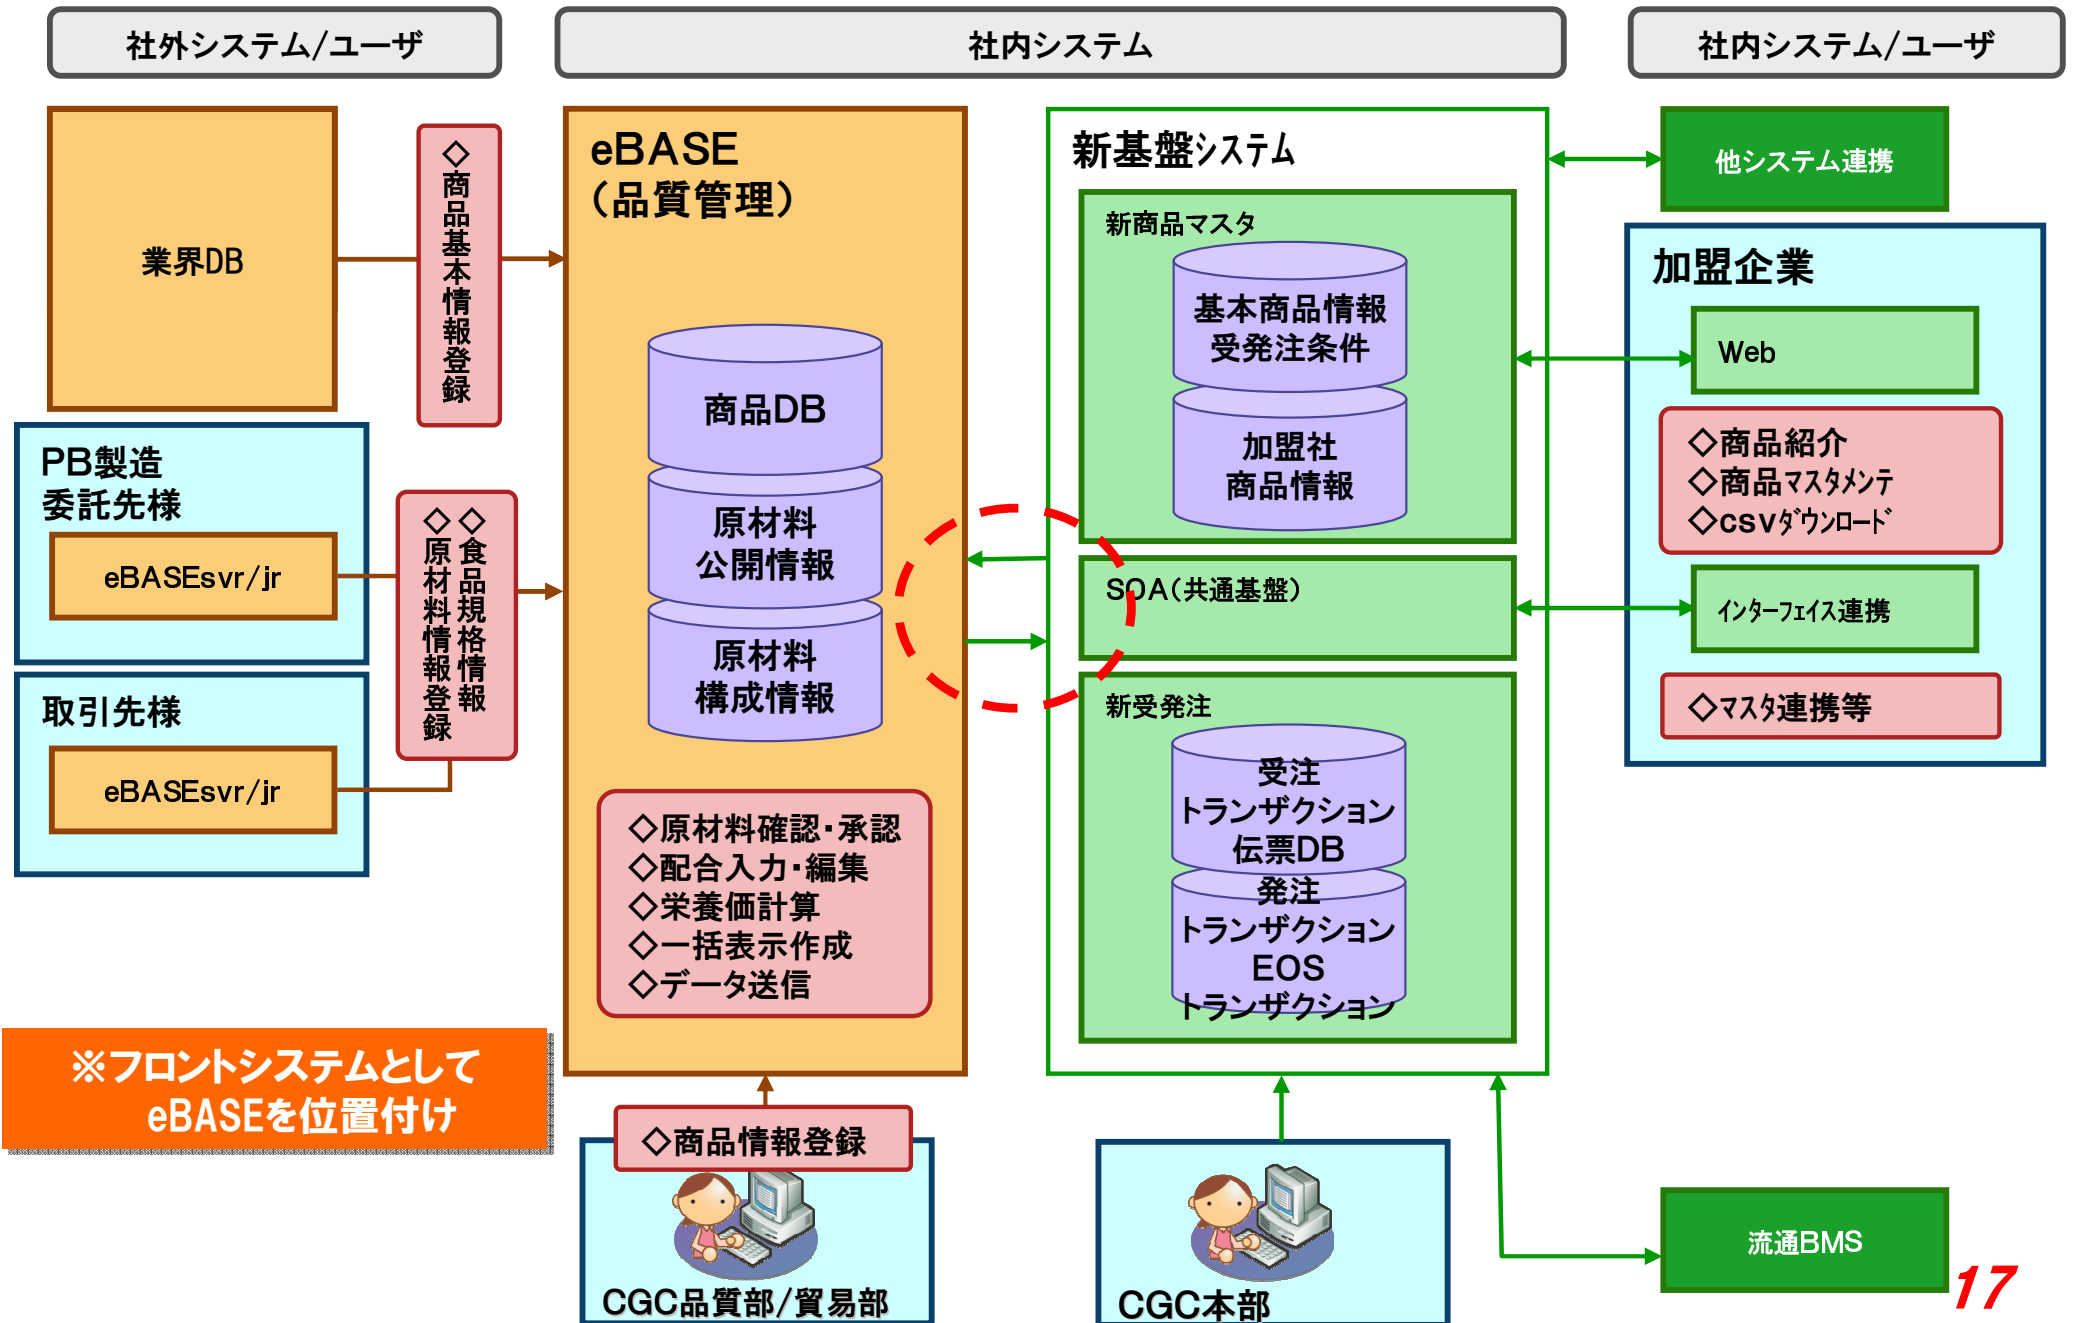 社外システム/ユーザ
社内システム
社内システム/ユーザ
業界DB
◇商品基本情報登録
PB製造
委託先様
eBASEsvr/jr
取引先様
eBASEsvr/jr
◇食品規格情報
◇原材料情報登録
※フロントシステムとして
eBASEを位置付け
eBASE
（品質管理）
商品DB
原材料
公開情報
原材料
構成情報
◇原材料確認・承認
◇配合入力・編集
◇栄養価計算
◇一括表示作成
◇データ送信
◇商品情報登録
CGC品質部/貿易部
新基盤ｼｽﾃﾑ
新商品マスタ
基本商品情報
受発注条件
加盟社
商品情報
SOA（共通基盤）
新受発注
受注
トランザクション
伝票DB
発注
トランザクション
EOS
トランザクション
CGC本部
他システム連携
加盟企業
Web
◇商品紹介
◇商品ﾏｽﾀﾒﾝﾃ
◇csvﾀﾞｳﾝﾛｰﾄﾞ
ｲﾝﾀｰﾌｪｲｽ連携
◇ﾏｽﾀ連携等
流通BMS
17